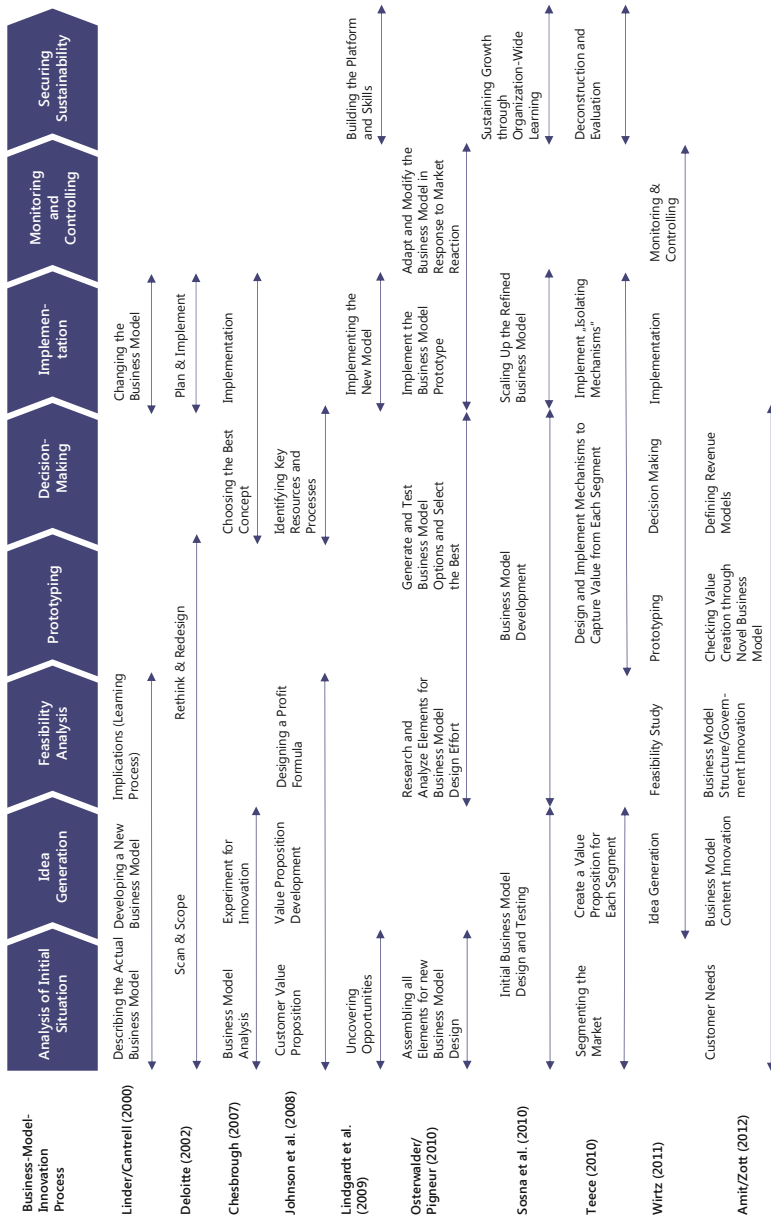 Business-Model-
Innovation
Process
Analysis of Initial
Situation
Idea
Generation
Feasibility
Analysis
Prototyping
Decision-
Making
Implemen-
tation
Monitoring
and
Controlling
Securing
Sustainability
Linder/Cantrell (2000)
Describing the Actual
Business Model
Developing a New
Business Model
Implications (Learning
Process)
Changing the
Business Model
Deloitte (2002)
Scan & Scope
Rethink & Redesign
Plan & Implement
Chesbrough (2007)
Business Model
Analysis
Experiment for
Innovation
Choosing the Best
Concept
Implementation
Johnson et al. (2008)
Customer Value
Proposition
Value Proposition
Development
Designing a Profit
Formula
Identifying Key
Resources and
Processes
Lindgardt et al.
(2009)
Uncovering
Opportunities
Implementing the
New Model
Building the Platform
and Skills
Osterwalder/
Pigneur (2010)
Assembling all
Elements for new
Business Model
Design
Research and
Analyze Elements for
Business Model
Design Effort
Generate and Test
Business Model
Options and Select
the Best
Implement the
Business Model
Prototype
Adapt and Modify the
Business Model in
Response to Market
Reaction
Sosna et al. (2010)
Initial Business Model
Design and Testing
Business Model
Development
Scaling Up the Refined
Business Model
Sustaining Growth
through
Organization-Wide
Learning
Teece (2010)
Segmenting the
Market
Create a Value
Proposition for
Each Segment
Design and Implement Mechanisms to
Capture Value from Each Segment
Implement „Isolating
Mechanisms"
Deconstruction and
Evaluation
Wirtz (2011)
Idea Generation
Feasibility Study
Prototyping
Decision Making
Implementation
Monitoring &
Controlling
Amit/Zott (2012)
Customer Needs
Business Model
Content Innovation
Business Model
Structure/Govern-
ment Innovation
Checking Value
Creation through
Novel Business
Model
Defining Revenue
Models